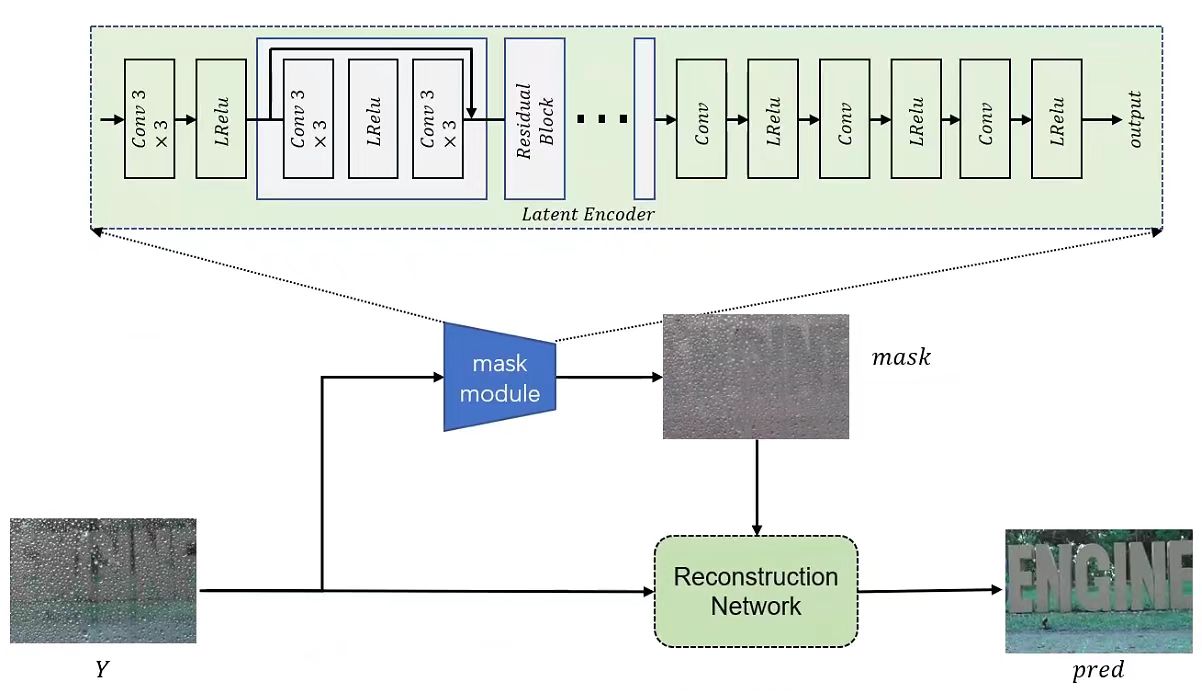 Conv 3
× 3
LRelu
Conv 3
× 3
LRelu
Conv 3
× 3
Residual
Block
Conv
LRelu
Conv
LRelu
Conv
LRelu
output
Latent Encoder
mask
module
mask
Reconstruction
Network
ENGINE
Y
pred